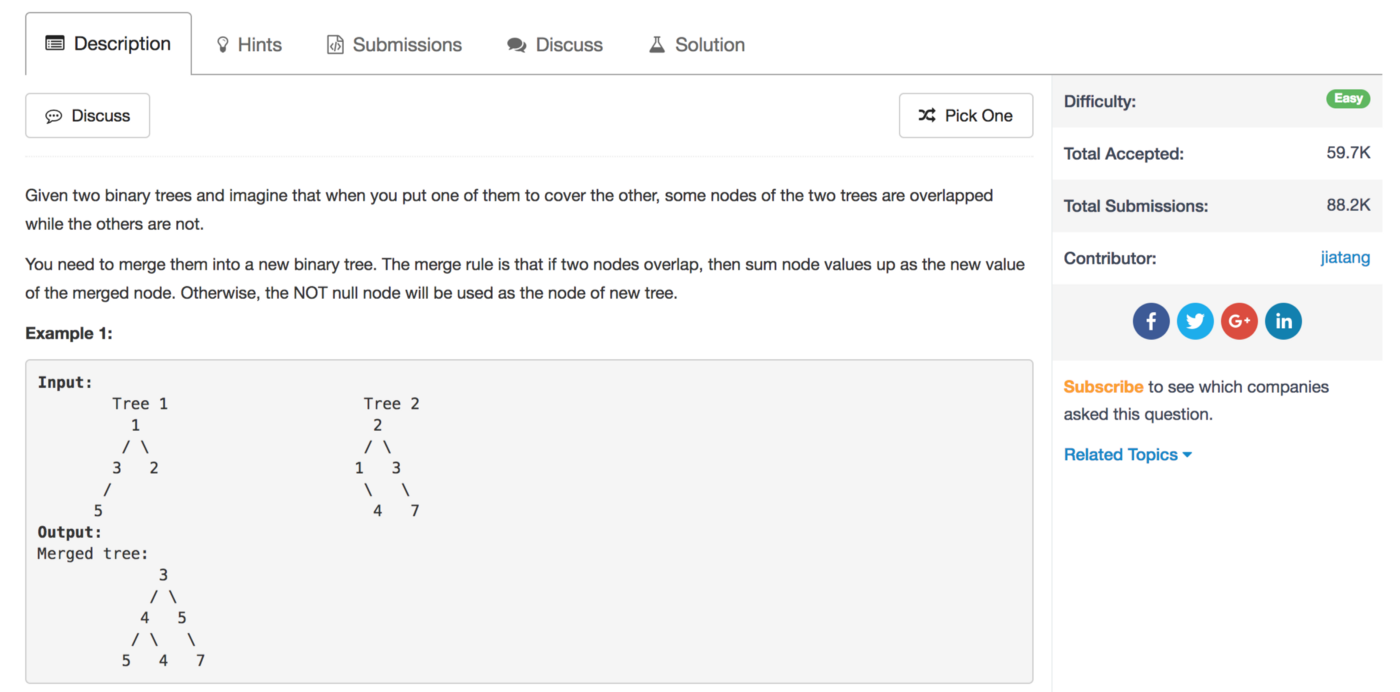 Description Hints Submissions Discuss Solution
Discuss Pick One
Given two binary trees and imagine that when you put one of them to cover the other, some nodes of the two trees are overlapped
while the others are not.
You need to merge them into a new binary tree. The merge rule is that if two nodes overlap, then sum node values up as the new value
of the merged node. Otherwise, the NOT null node will be used as the node of new tree.
Example 1:
Input:
Tree 1 Tree 2
1 2
/ \ / \
3 2 1 3
/ \ \
5 4 7
Output:
Merged tree:
3
/ \
4 5
/ \ \
5 4 7
Difficulty: Easy
Total Accepted: 59.7K
Total Submissions: 88.2K
Contributor: jiatang
f G+ in
Subscribe to see which companies
asked this question.
Related Topics